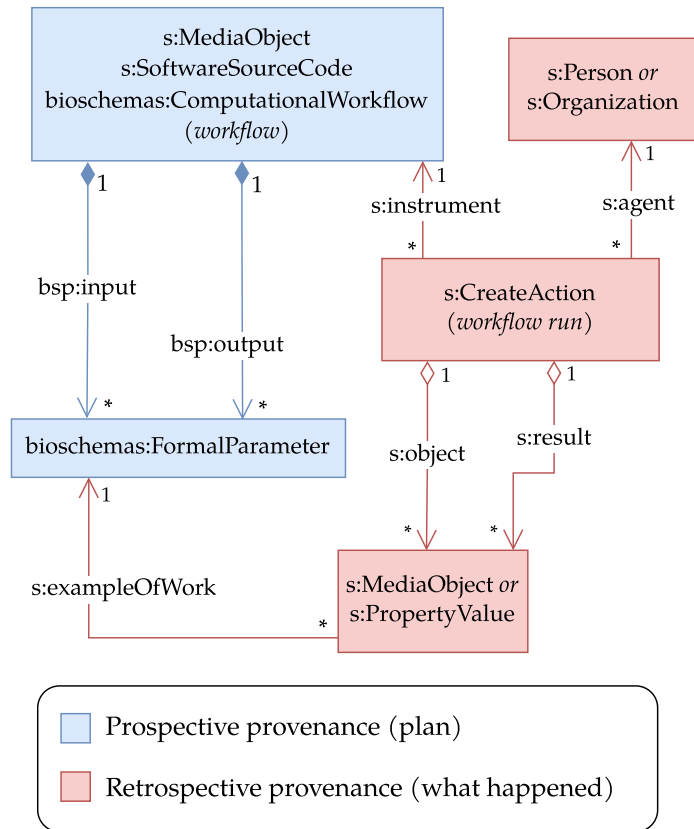 s:MediaObject
s:SoftwareSourceCode
bioschemas:ComputationalWorkflow
(workflow)
s:Person or
s:Organization
1
1
1
1
s:instrument
s:agent
*
*
bsp:input
s:CreateAction
(workflow run)
bsp:output
1
1
*
*
bioschemas:FormalParameter
s:object
s:result
1
*
*
s:exampleOfWork
s:MediaObject or
s:PropertyValue
*
Prospective provenance (plan)
Retrospective provenance (what happened)